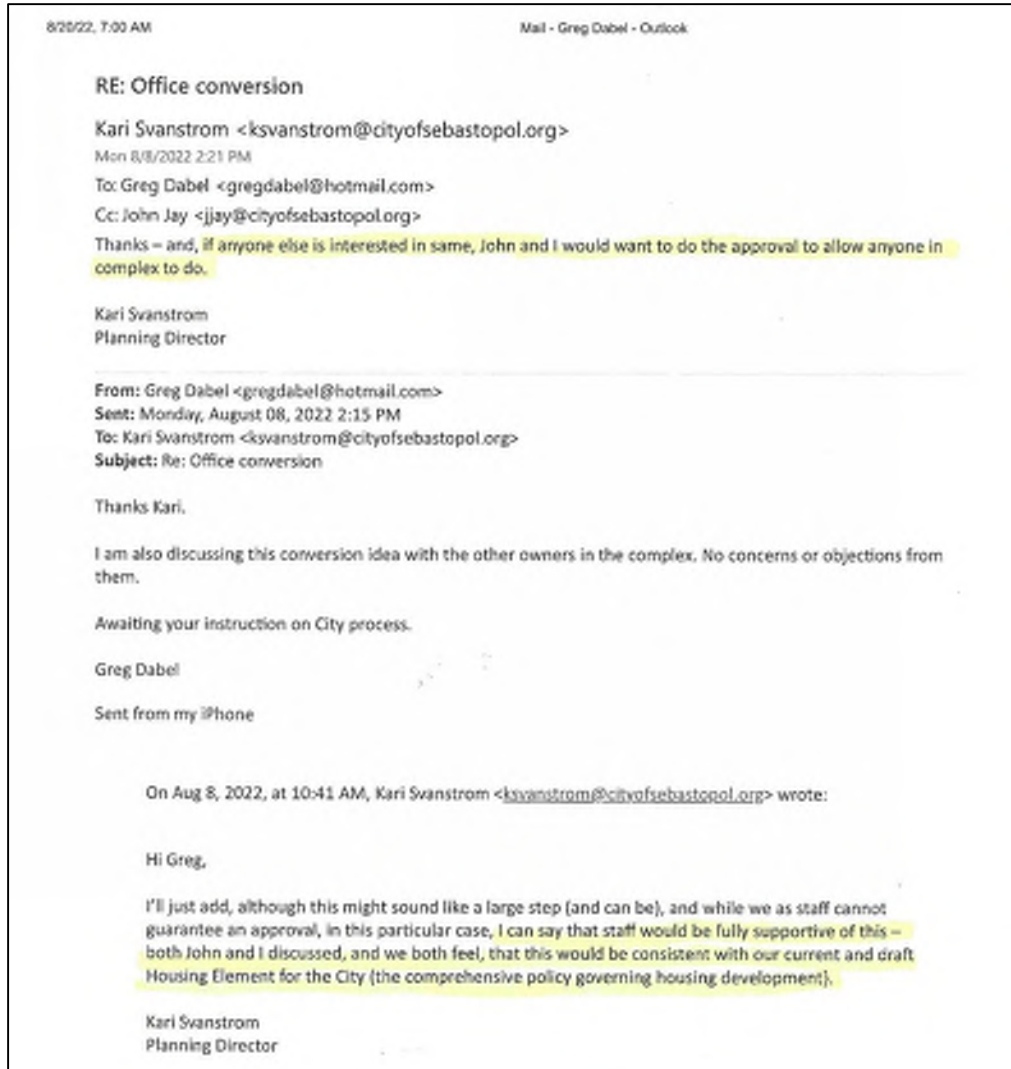 8/20/22, 7:00 AM
Mail - Greg Dabel - Outlook
RE: Office conversion
Kari Svanstrom <ksvanstrom@cityofsebastopol.org>
Mon 8/8/2022 2:21 PM
To: Greg Dabel <gregdabel@hotmail.com>
Cc: John Jay <jjay@cityofsebastopol.org>
Thanks – and, if anyone else is interested in same, John and I would want to do the approval to allow anyone in
complex to do.
Kari Svanstrom
Planning Director
From: Greg Dabel <gregdabel@hotmail.com>
Sent: Monday, August 08, 2022 2:15 PM
To: Kari Svanstrom <ksvanstrom@cityofsebastopol.org>
Subject: Re: Office conversion
Thanks Kari.
I am also discussing this conversion idea with the other owners in the complex. No concerns or objections from
them.
Awaiting your instruction on City process.
Greg Dabel
Sent from my iPhone
On Aug 8, 2022, at 10:41 AM, Kari Svanstrom <ksvanstrom@cityofsebastopol.org> wrote:
Hi Greg,
I'll just add, although this might sound like a large step (and can be), and while we as staff cannot
guarantee an approval, in this particular case, I can say that staff would be fully supportive of this –
both John and I discussed, and we both feel, that this would be consistent with our current and draft
Housing Element for the City (the comprehensive policy governing housing development).
Kari Svanstrom
Planning Director